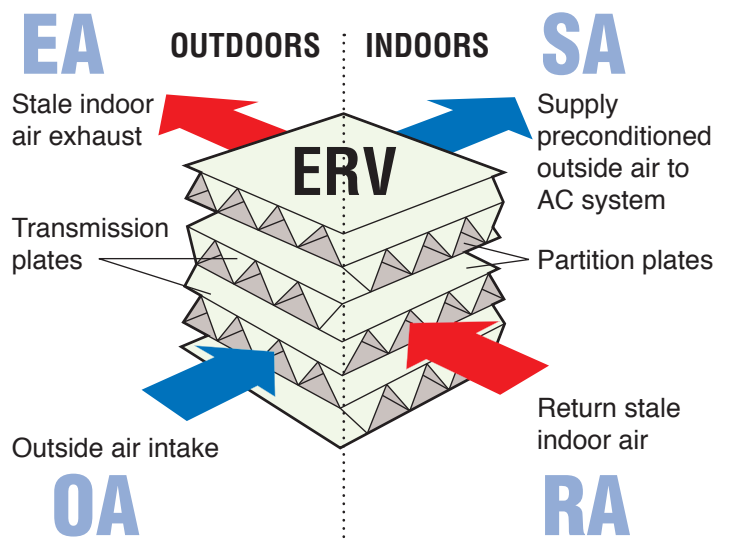 EA
OUTDOORS
INDOORS
SA
Stale indoor
air exhaust
Supply
preconditioned
outside air to
AC system
ERV
Transmission
plates
Partition plates
Outside air intake
Return stale
indoor air
OA
RA